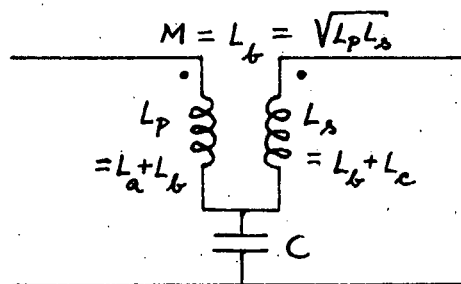 M = L_b = √(L_p L_s)
L_p
L_s
= L_a + L_b
= L_b + L_c
C